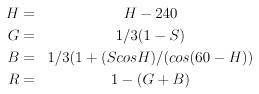 H = H − 240
G = 1/3(1 − S)
B = 1/3(1 + (ScosH)/(cos(60 − H))
R = 1 − (G + B)